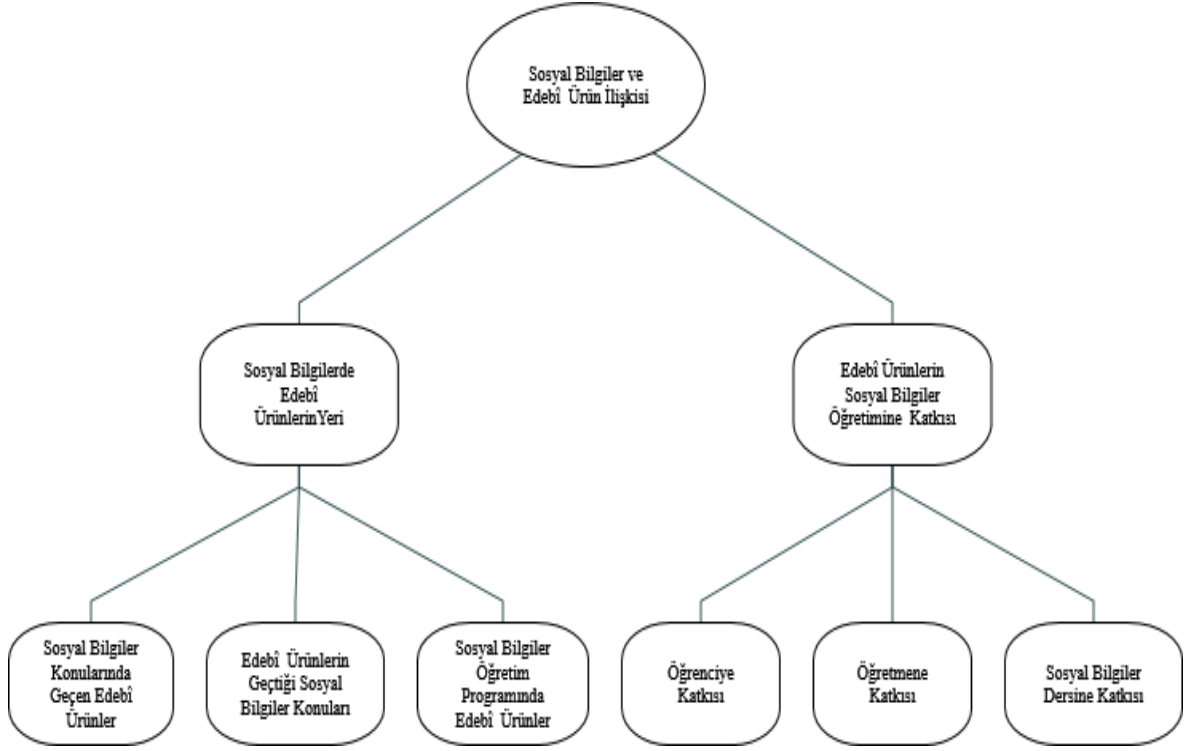 Sosyal Bilgiler ve
Edebî Ürün İlişkisi
Sosyal Bilgilerde
Edebî
ÜrünlerinYeri
Edebî Ürünlerin
Sosyal Bilgiler
Öğretimine Katkısı
Sosyal Bilgiler
Konularında
Geçen Edebî
Ürünler
Edebî Ürünlerin
Geçtiği Sosyal
Bilgiler Konuları
Sosyal Bilgiler
Öğretim
Programında
Edebî Ürünler
Öğrenciye
Katkısı
Öğretmene
Katkısı
Sosyal Bilgiler
Dersine Katkısı